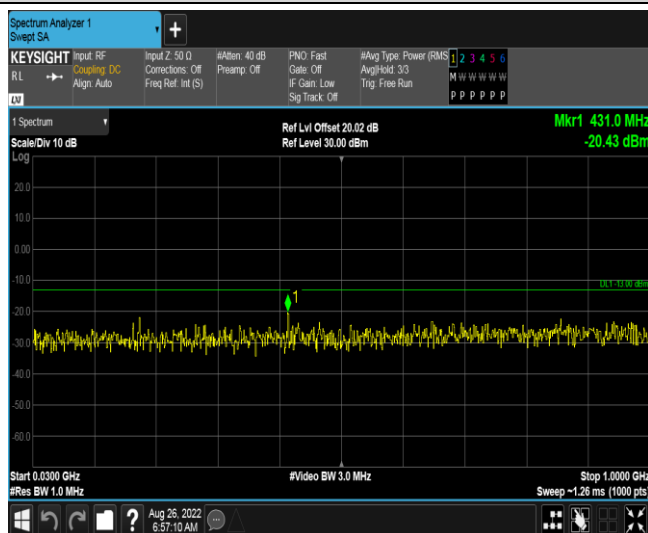 Spectrum Analyzer 1
Swept SA
KEYSIGHT
RL
Input: RF
Coupling: DC
Align: Auto
Input Z: 50 Ω
Corrections: Off
Freq Ref: Int (S)
#Atten: 40 dB
Preamp: Off
PNO: Fast
Gate: Off
IF Gain: Low
Sig Track: Off
#Avg Type: Power (RMS
Avg|Hold: 3/3
Trig: Free Run
1 2 3 4 5 6
M W W W W W
P P P P P P
LXI
1 Spectrum
Scale/Div 10 dB
Ref Lvl Offset 20.02 dB
Ref Level 30.00 dBm
Mkr1 431.0 MHz
-20.43 dBm
Log
20.0
10.0
0.00
-10.0
DL1 -13.00 dBm
1
-20.0
-30.0
-40.0
-50.0
-60.0
Start 0.0300 GHz
#Video BW 3.0 MHz
Stop 1.0000 GHz
#Res BW 1.0 MHz
Sweep ~1.26 ms (1000 pts)
?
Aug 26, 2022
6:57:10 AM